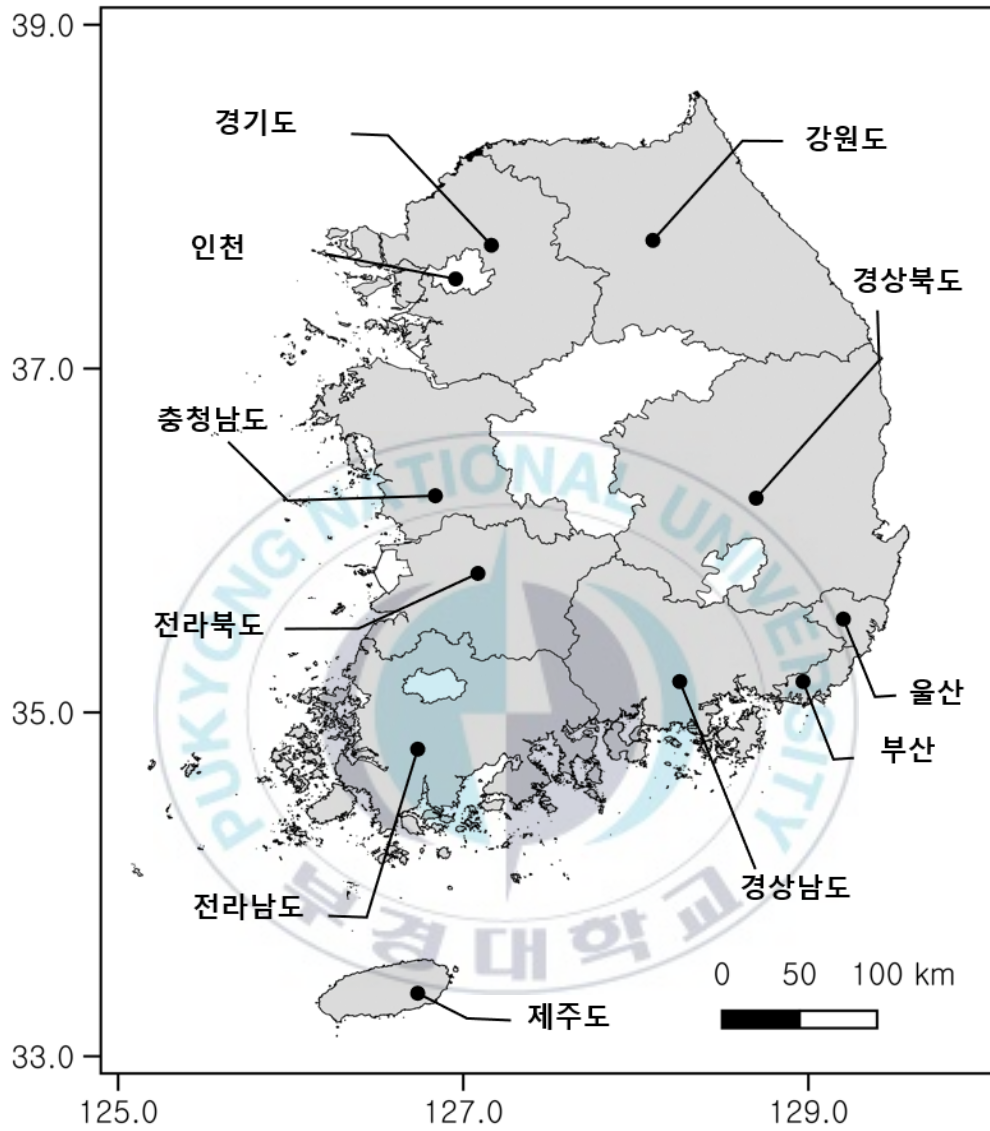 39.0
경기도
강원도
인천
경상북도
37.0
충청남도
PUKYONG NATIONAL UNIVERSITY
전라북도
울산
35.0
부산
경상남도
전라남도
부경대학교
0 50 100 km
제주도
33.0
125.0 127.0 129.0